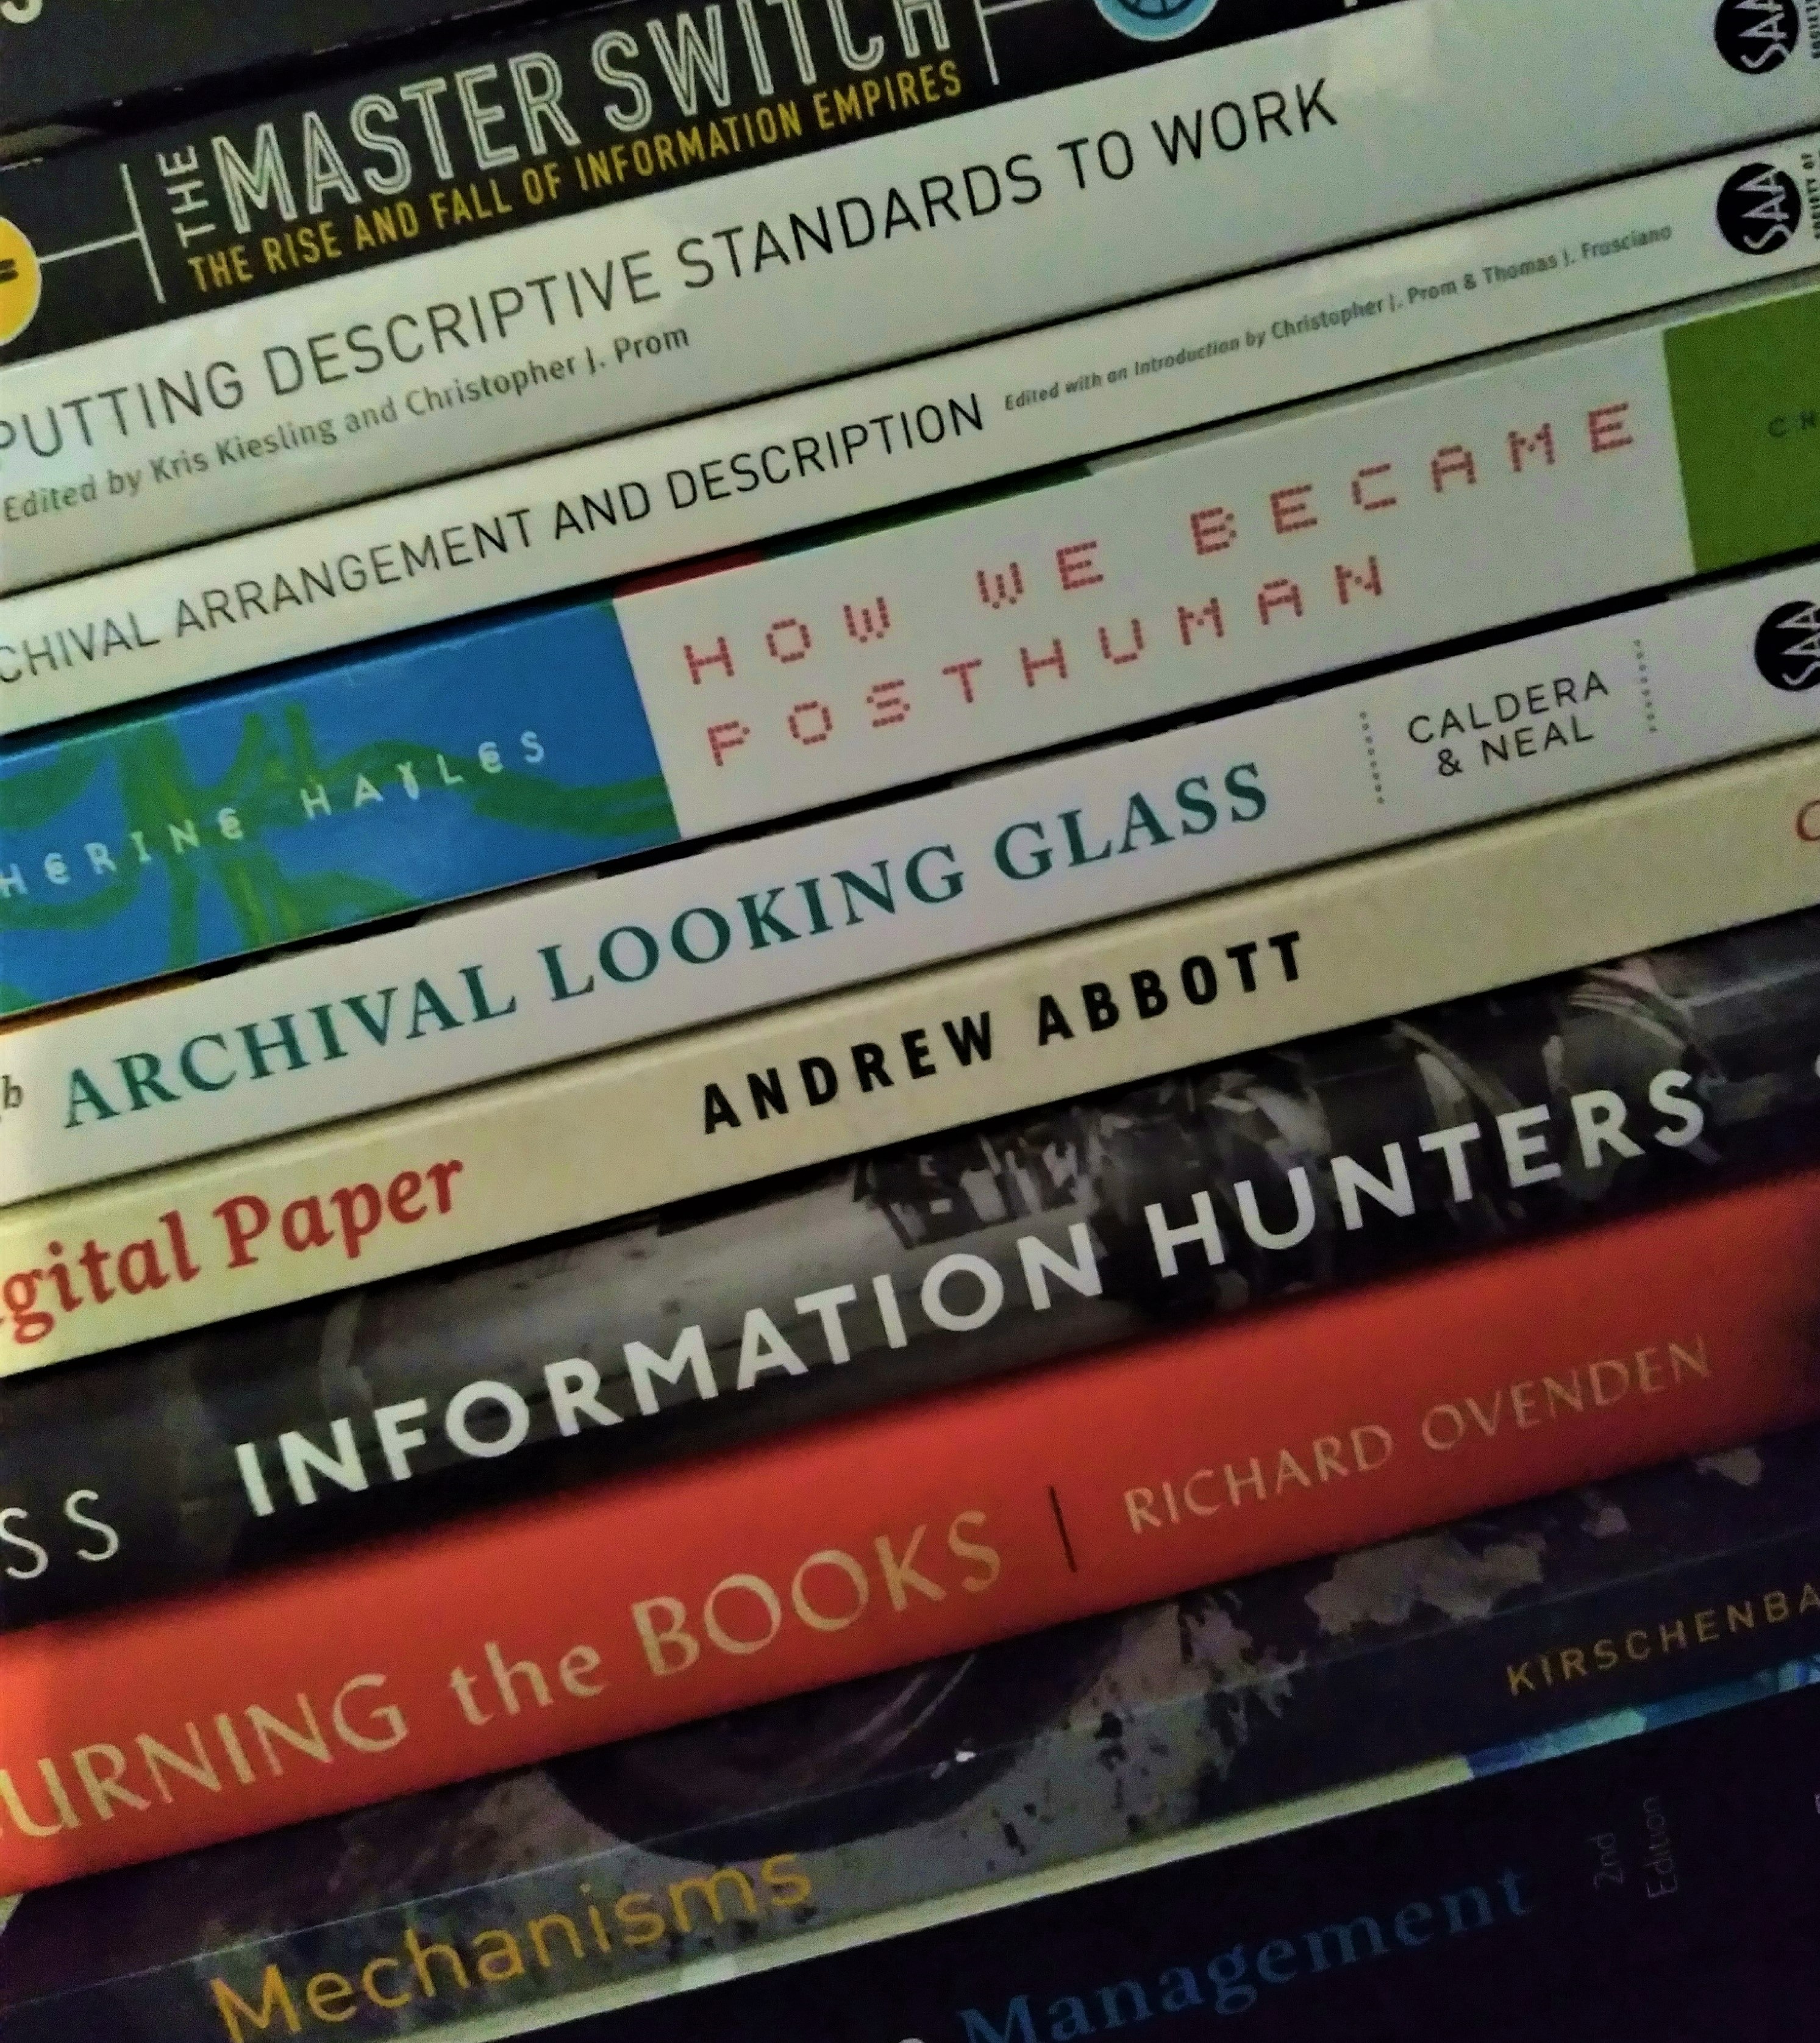 THE MASTER SWITCH
THE RISE AND FALL OF INFORMATION EMPIRES
PUTTING DESCRIPTIVE STANDARDS TO WORK
Edited by Kris Kiesling and Christopher J. Prom
SAA
CHIVAL ARRANGEMENT AND DESCRIPTION
Edited with an Introduction by Christopher J. Prom & Thomas J. Frusciano
SAA
HERINE HAYLES
HOW WE BECAME
POSTHUMAN
CH
b ARCHIVAL LOOKING GLASS
CALDERA
& NEAL
SAA
gital Paper
ANDREW ABBOTT
C
SS
INFORMATION HUNTERS
URNING the BOOKS | RICHARD OVENDEN
Mechanisms
KIRSCHENBA
Management
2nd
Edition